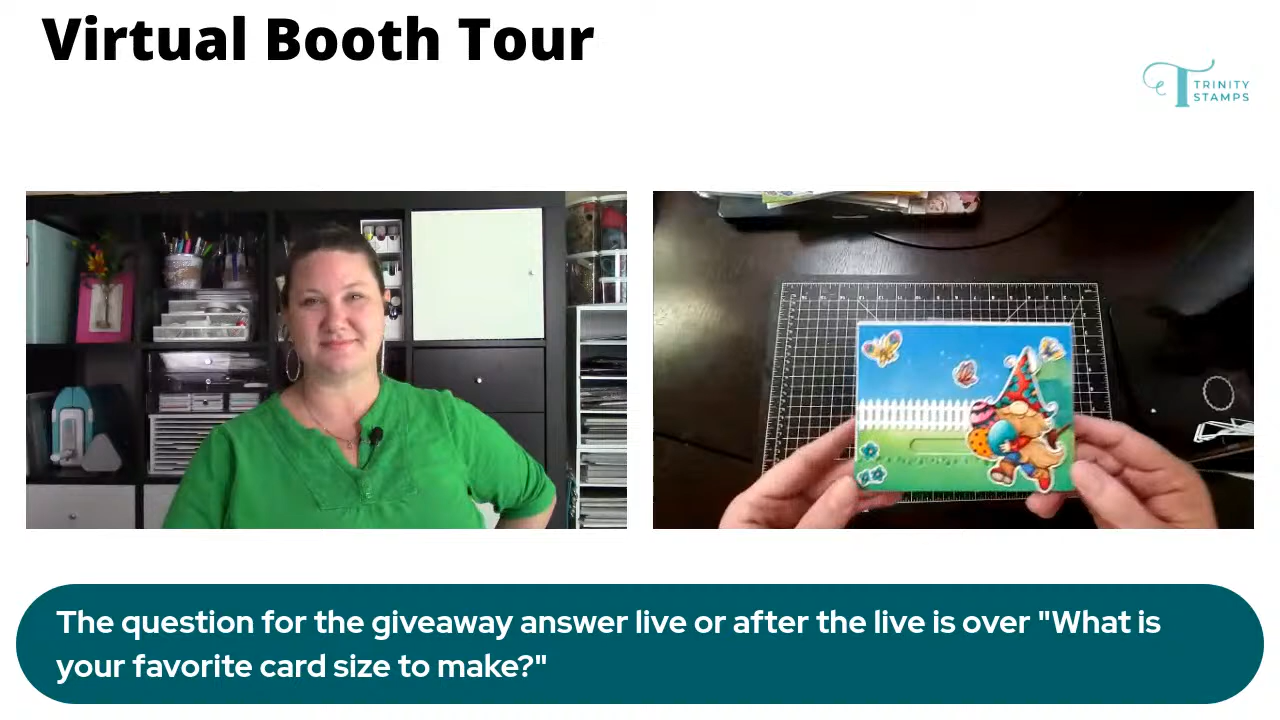 Virtual Booth Tour
TRINITY
STAMPS
The question for the giveaway answer live or after the live is over "What is
your favorite card size to make?"